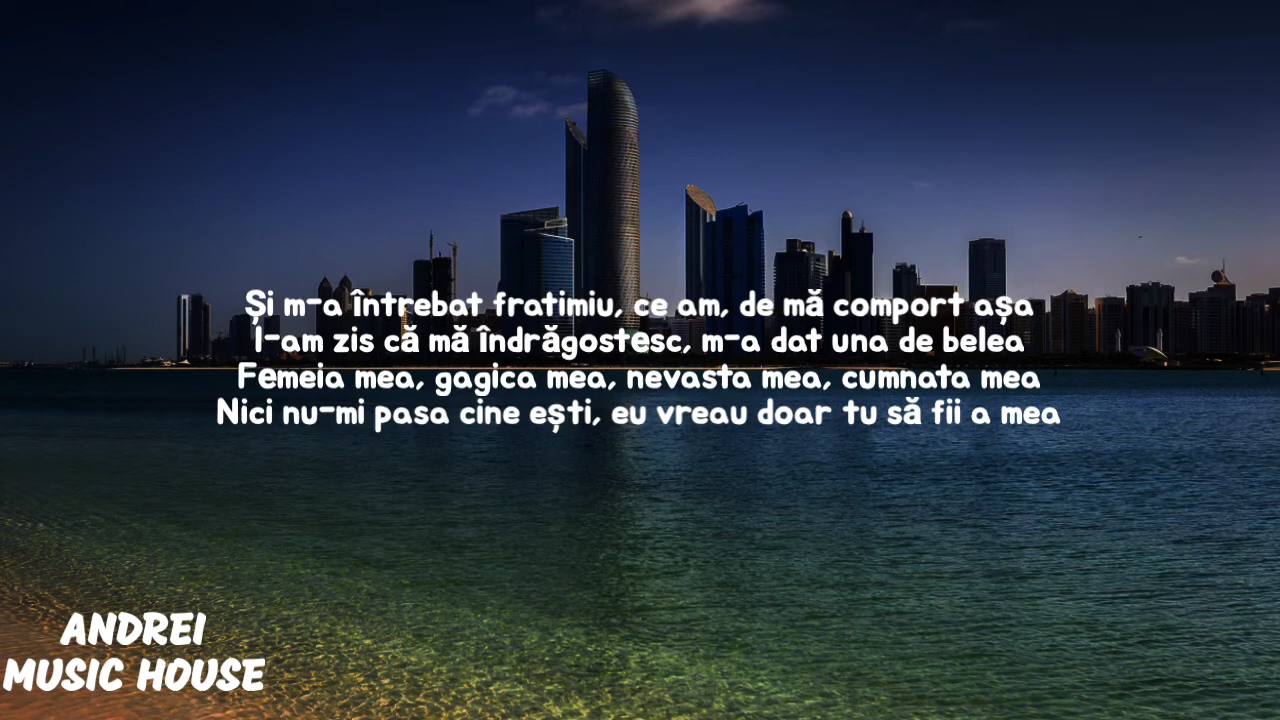 Și m-a întrebat fratimiu, ce am, de mă comport așa
I-am zis că mă îndrăgostesc, m-a dat una de belea
Femeia mea, gagica mea, nevasta mea, cumnata mea
Nici nu-mi pasa cine ești, eu vreau doar tu să fii a mea
ANDREI
MUSIC HOUSE